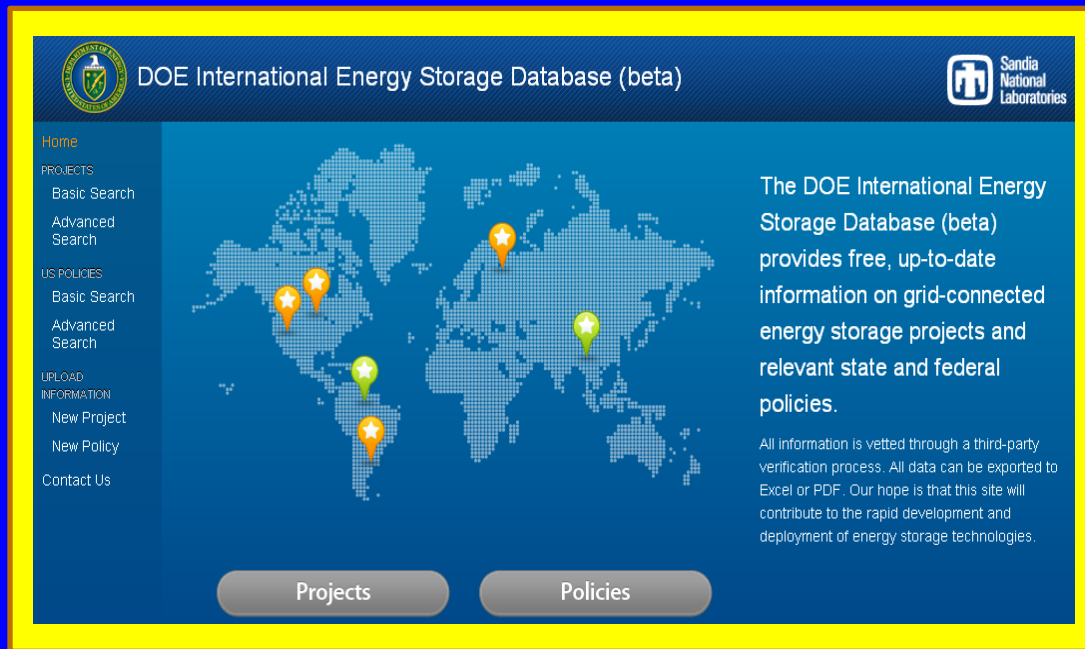 DOE International Energy Storage Database (beta)
Sandia
National
Laboratories
Home
PROJECTS
Basic Search
Advanced
Search
US POLICIES
Basic Search
Advanced
Search
UPLOAD
INFORMATION
New Project
New Policy
Contact Us
The DOE International Energy
Storage Database (beta)
provides free, up-to-date
information on grid-connected
energy storage projects and
relevant state and federal
policies.
All information is vetted through a third-party
verification process. All data can be exported to
Excel or PDF. Our hope is that this site will
contribute to the rapid development and
deployment of energy storage technologies.
Projects
Policies